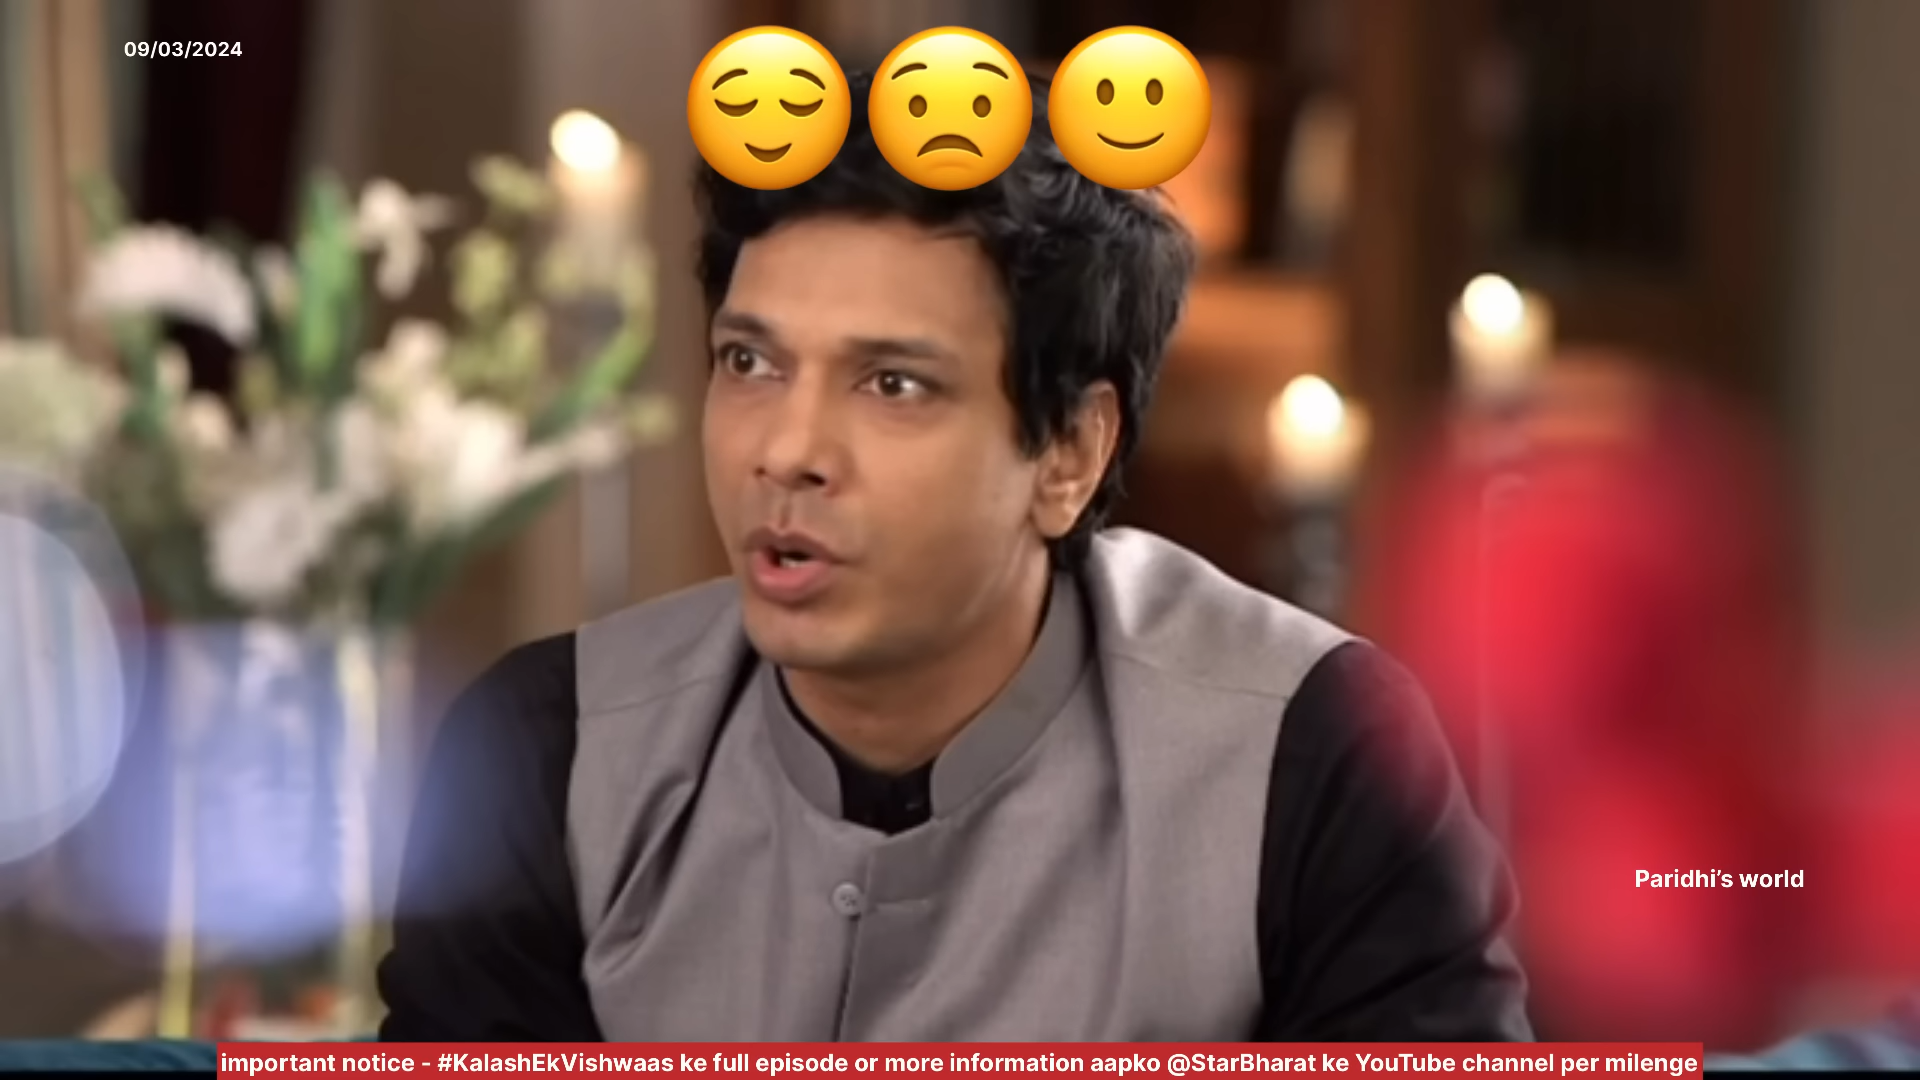 09/03/2024
Paridhi’s world
important notice - #KalashEkVishwaas ke full episode or more information aapko @StarBharat ke YouTube channel per milenge